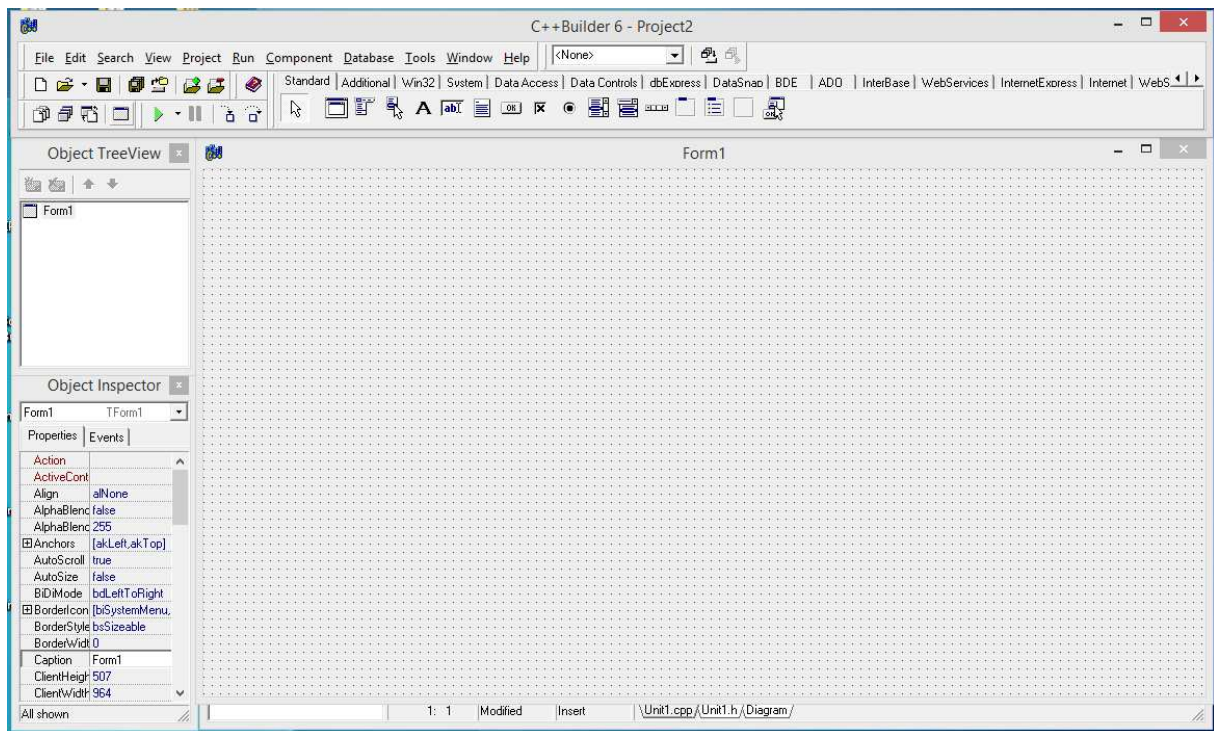 C++Builder 6 - Project2
File Edit Search View Project Run Component Database Tools Window Help <None>
Standard Additional Win32 System Data Access Data Controls dbExpress DataSnap BDE ADO InterBase WebServices InternetExpress Internet WebS
Object TreeView
Form1
Form1
Object Inspector
Form1 TForm1
Properties Events
Action
ActiveCont
Align alNone
AlphaBlend false
AlphaBlend 255
Anchors [akLeft,akTop]
AutoScroll true
AutoSize false
BiDiMode bdLeftToRight
BorderIcon [biSystemMenu,
BorderStyle bsSizeable
BorderWidt 0
Caption Form1
ClientHeigh 507
ClientWidth 964
All shown
1: 1 Modified Insert Unit1.cpp Unit1.h Diagram